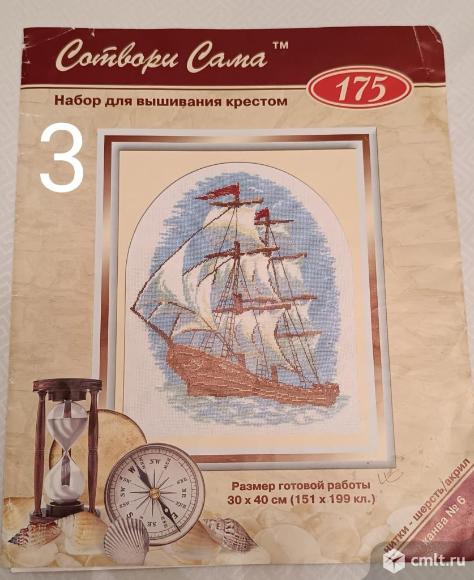 Сотвори Сама™
175
Набор для вышивания крестом
3
Размер готовой работы
30 х 40 см (151 х 199 кл.)
нитки - шерсть/акрил
канва № 6
cmlt.ru